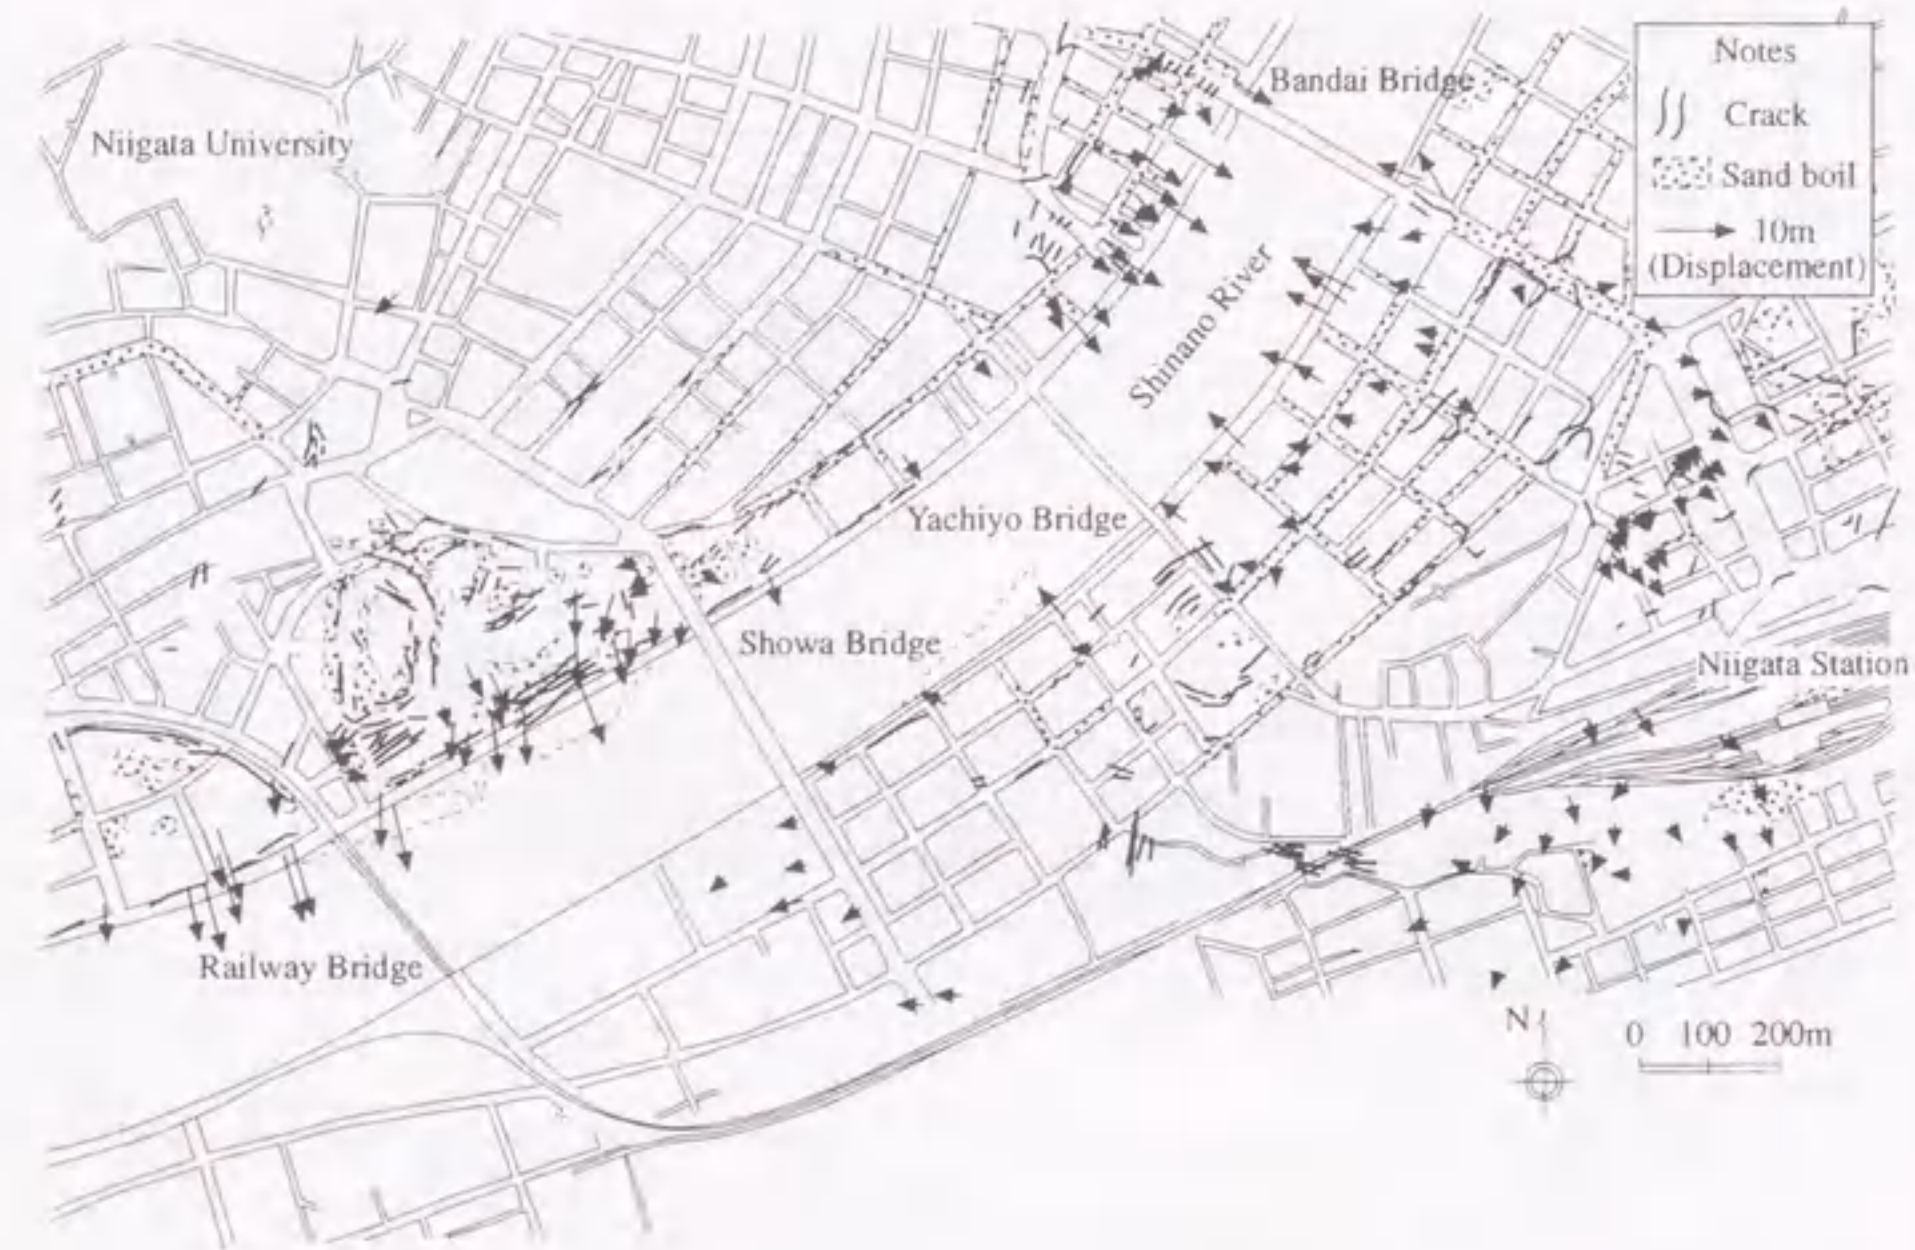 Notes
Crack
Sand boil
10m
(Displacement)
Bandai Bridge
Niigata University
Shinano River
Yachiyo Bridge
Showa Bridge
Niigata Station
Railway Bridge
N
0 100 200m